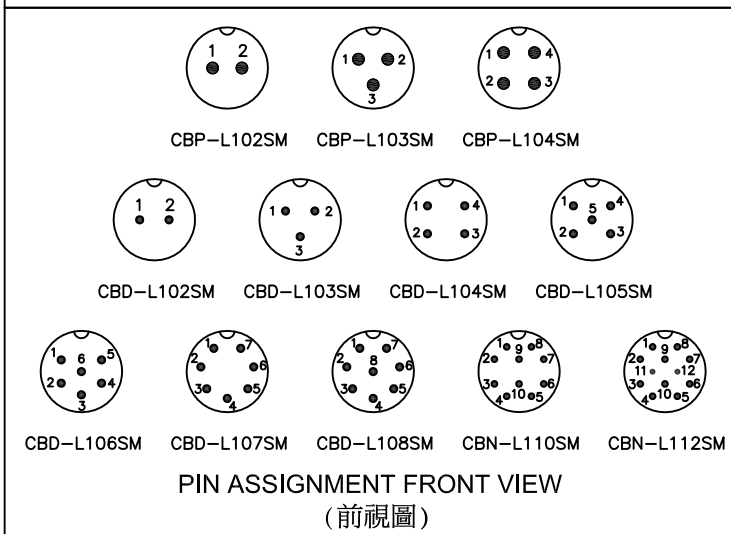 1 2
1 2
3
1 4
2 3
CBP-L102SM CBP-L103SM CBP-L104SM
1 2
1 2
3
1 4
2 3
1 5 4
2 3
CBD-L102SM CBD-L103SM CBD-L104SM CBD-L105SM
1 6 5
2 4
3
1 7
2 6
3 5
4
1 7
2 8 6
3 5
4
1 9 8
2 7
3 6
4 10 5
1 9 8
2 7
11 12
3 6
4 10 5
CBD-L106SM CBD-L107SM CBD-L108SM CBN-L110SM CBN-L112SM
PIN ASSIGNMENT FRONT VIEW
(前視圖)